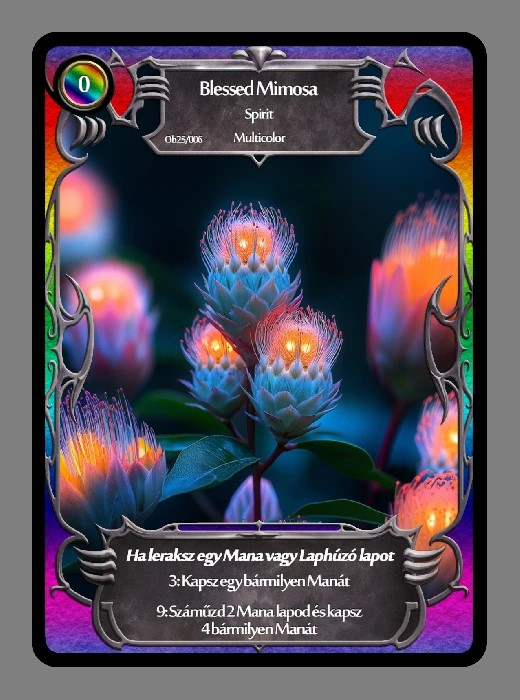 0
Blessed Mimosa
Spirit
Ob25/006 Multicolor
Ha leraksz egy Mana vagy Laphúzó lapot
3: Kapsz egy bármilyen Manát
9: Száműzd 2 Mana lapod és kapsz
4 bármilyen Manát